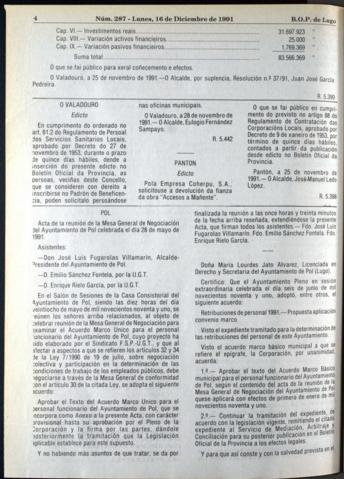 4 Núm. 287 - Lunes, 16 de Diciembre de 1991 B.O.P. de Lugo
Cap. VI.— Investimentos reais 31.697.923 "
Cap. VIII.— Variación activos financeiros 25.000 "
Cap. IX.— Variación pasivos financeiros 1.769.369 "
Suma total 83.566.369 "
O que se fai público para xeral coñecemento e efectos.
O Valadouro, a 25 de novembro de 1991.—O Alcalde, por suplencia, Resolución n.º 37/91, Juan José García
Pedreira.
R. 5.399
O VALADOURO
Edicto
En cumprimento do ordenado no
art. 61.2 do Regulamento de Persoal
dos Servicios Sanitarios Locais,
aprobado por Decreto do 27 de
novembro de 1953, durante o prazo
de quince días hábiles, dende a
inserción do presente edicto no
Boletín Oficial da Provincia, as
persoas, veciñas deste Concello,
que se consideren con dereito a
inscribirse no Padrón de Beneficen-
cia, poden solicitalo persoándose
nas oficinas municipais.
O Valadouro, a 28 de novembro de
1991.—O Alcalde, Eulogio Fernández
Sampayo.
R. 5.442
PANTON
Edicto
Pola Empresa Coherpu, S.A.,
solicítouse a devolución da fianza
da obra "Accesos a Mañente".
O que se fai público en cumpri-
mento do previsto no artigo 88 do
Regulamento de Contratación das
Corporacións Locais, aprobado por
Decreto de 9 de xaneiro de 1953, por
término de quince días hábiles,
contados a partir da publicación
desde edicto no Boletín Oficial da
Provincia.
Pantón, a 25 de novembro de
1991.—O Alcalde, José Manuel
López.
R. 5.398
POL
Acta de la reunión de la Mesa General de Negociación
del Ayuntamiento de Pol celebrada el día 28 de mayo de
1991.
Asistentes:
—Don José Luis Fugarolas Villamarín, Alcalde-
Presidente del Ayuntamiento de Pol.
—D. Emilio Sánchez Fontela, por la U.G.T.
—D. Enrique Rielo García, por la U.G.T.
En el Salón de Sesiones de la Casa Consistorial del
Ayuntamiento de Pol, siendo las diez horas del día
veintiocho de mayo de mil novecientos noventa y uno, se
reúnen los señores arriba relacionados, al objeto de
celebrar reunión de la Mesa General de Negociación para
examinar el Acuerdo Marco Unico para el personal
funcionario del Ayuntamiento de Pol, cuyo proyecto ha
sido elaborado por el Sindicato F.S.P.-U.G.T., y que al
afectar a aspectos a que se refieren los artículos 32 y 34
de la Ley 7/1990 de 19 de julio, sobre negociación
colectiva y participación en la determinación de las
condiciones de trabajo de los empleados públicos, debe
negociarse a través de la Mesa General de conformidad
con el artículo 30 de la citada Ley, se adopta el siguiente
acuerdo:
Aprobar el Texto del Acuerdo Marco Unico para el
personal funcionario del Ayuntamiento de Pol, que se
incorpora como Anexo a la presente Acta, con carácter
provisional hasta su aprobación por el Pleno de la
Corporación y la firma por las partes, dándole
posteriormente la tramitación que la Legislación
aplicable establece para este supuesto.
Y no habiendo más asuntos de que tratar, se da por
finalizada la reunión a las once horas y treinta minutos
de la fecha arriba reseñada, extendiéndose la presente
Acta, que firman todos los asistentes.— Fdo. José Luis
Fugarolas Villamarín. Fdo. Emilio Sánchez Fontela. Fdo.
Enrique Rielo García.
Doña María Lourdes Jato Alvarez, Licenciada en
Derecho y Secretaria del Ayuntamiento de Pol (Lugo).
Certifica: Que el Ayuntamiento Pleno en sesión
extraordinaria celebrada el día seis de junio de mil
novecientos noventa y uno, adoptó, entre otros, el
siguiente acuerdo:
Retribuciones personal de 1991.—Propuesta aplicación
convenio marco.
Visto el expediente tramitado para la determinación de
las retribuciones del personal de este Ayuntamiento.
Visto el acuerdo marco básico municipal a que se
refiere el epígrafe, la Corporación, por unanimidad,
acuerda:
1.º — Aprobar el texto del Acuerdo Marco Básico
municipal para el personal funcionario del Ayuntamiento
de Pol, según el contenido del acta de la reunión de la
Mesa General de Negociación del Ayuntamiento de Pol
que se aplicará con efectos de primero de enero de mil
novecientos noventa y uno.
2.º — Continuar la tramitación del expediente, de
acuerdo con la legislación vigente, remitiendo el citado
expediente al Servicio de Mediación, Arbitraje y
Conciliación para su posterior publicación en el Boletín
Oficial de la Provincia a los efectos legales.
Y para que así conste y con la salvedad prevista en el